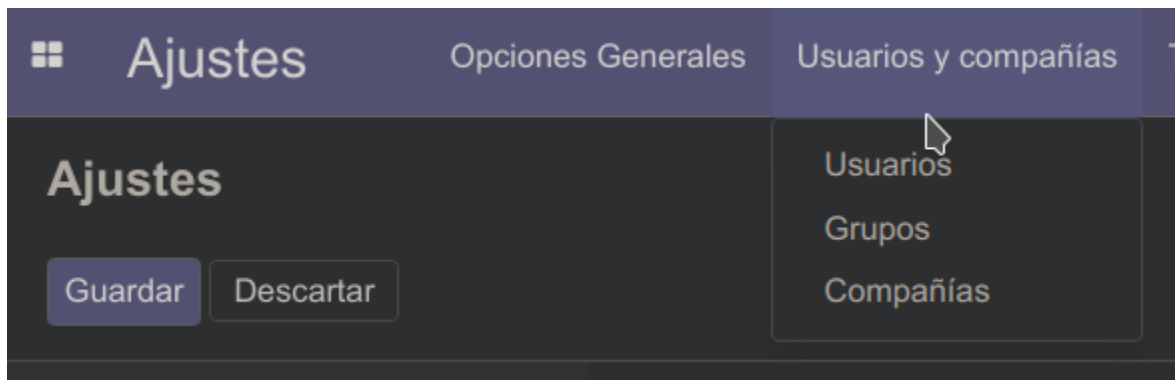 Ajustes Opciones Generales Usuarios y compañías
Ajustes
Usuarios
Grupos
Compañías
Guardar Descartar